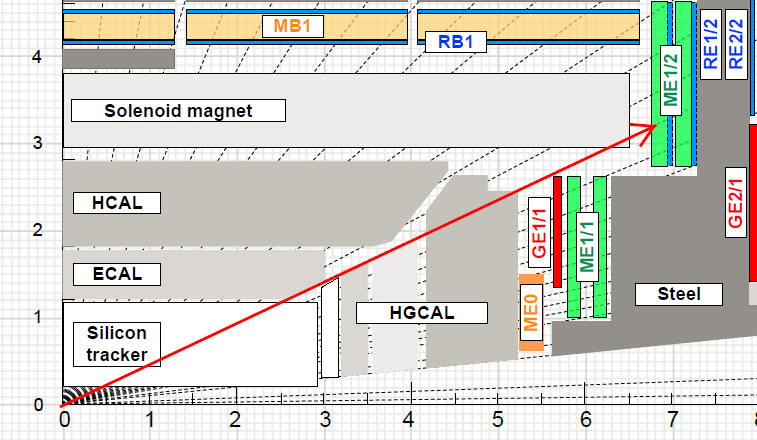 MB1
RB1
4
Solenoid magnet
ME1/2
RE1/2
RE2/2
3
HCAL
2
GE1/1
ME1/1
GE2/1
ECAL
HGCAL
ME0
Steel
1
Silicon
tracker
0
0 1 2 3 4 5 6 7 8